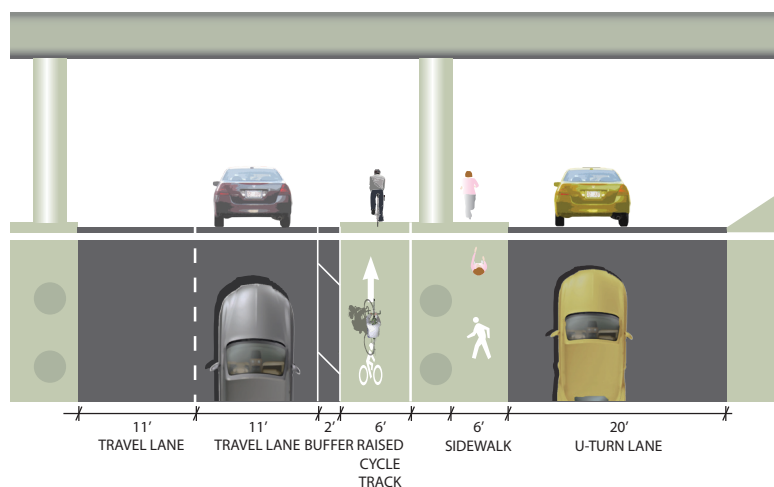 11′ 11′ 2′ 6′ 6′ 20′
TRAVEL LANE TRAVEL LANE BUFFER RAISED SIDEWALK U-TURN LANE
CYCLE
TRACK